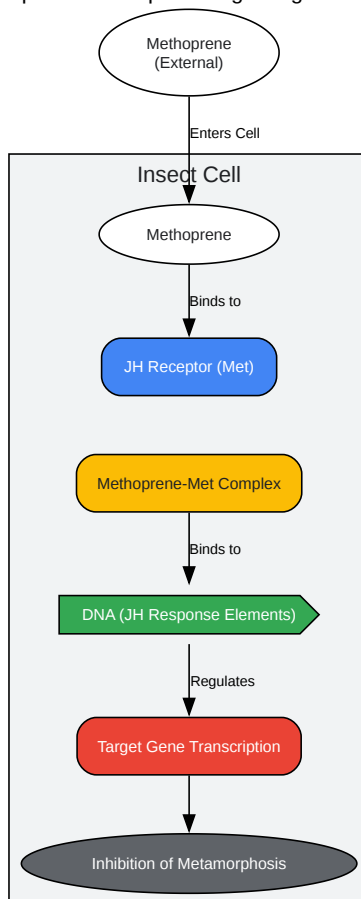 Methoprene
(External)
Enters Cell
Insect Cell
Methoprene
Binds to
JH Receptor (Met)
Methoprene-Met Complex
Binds to
DNA (JH Response Elements)
Regulates
Target Gene Transcription
Inhibition of Metamorphosis